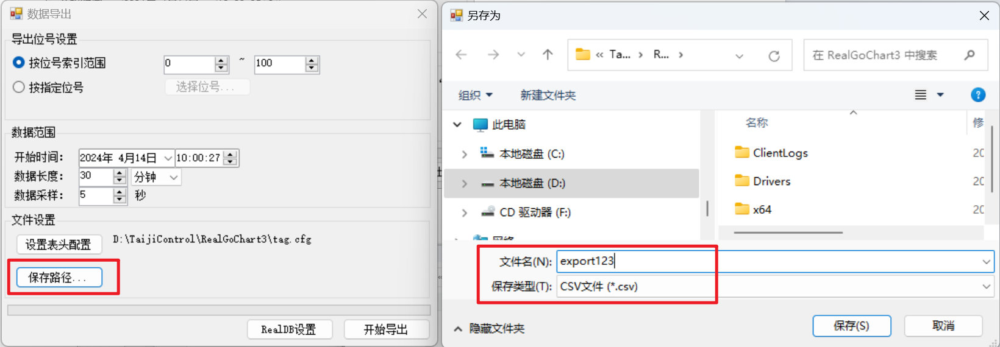 数据导出
导出位号设置
按位号索引范围 0 ~ 100
按指定位号 选择位号...
数据范围
开始时间: 2024年 4月14日 10:00:27
数据长度: 30 分钟
数据采样: 5 秒
文件设置
设置表头配置 D:\TaijiControl\RealGoChart3\tag.cfg
保存路径...
RealDB设置 开始导出
另存为
« Ta... › R... ›
在 RealGoChart3 中搜索
组织 新建文件夹
此电脑
本地磁盘 (C:)
本地磁盘 (D:)
CD 驱动器 (F:)
网络
名称 修
ClientLogs 20
Drivers 20
x64 20
文件名(N): export123
保存类型(T): CSV文件 (*.csv)
隐藏文件夹 保存(S) 取消